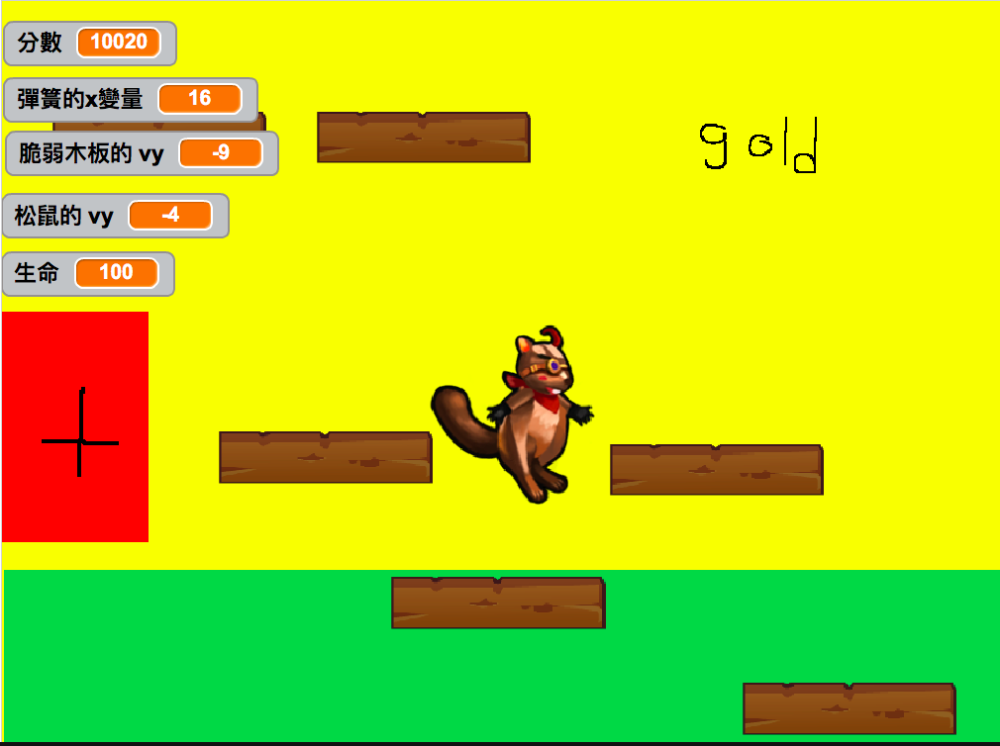 分數 10020
彈簧的x變量 16
脆弱木板的 vy -9
松鼠的 vy -4
生命 100
gold